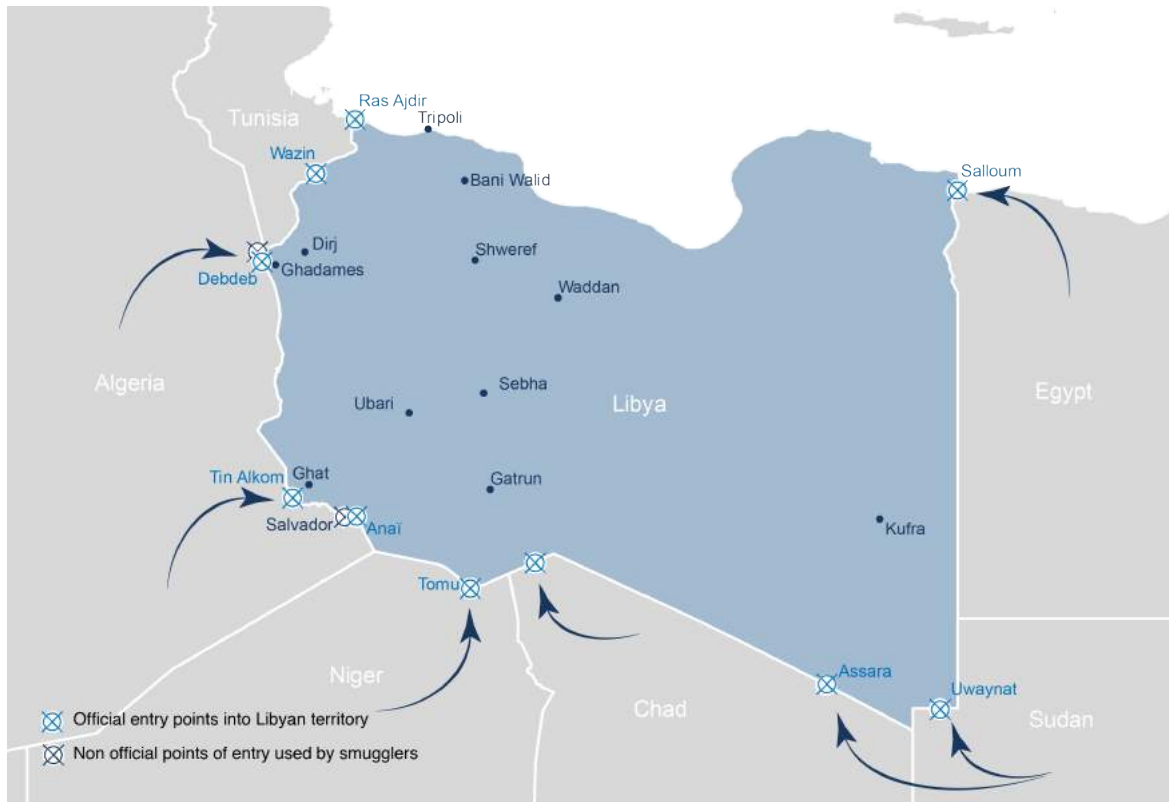 Ras Ajdir
Tunisia
Tripoli
Wazin
Salloum
Bani Walid
Dirj
Shweref
Debdeb
Ghadames
Waddan
Algeria
Sebha
Ubari
Libya
Egypt
Tin Alkom
Ghat
Gatrun
Salvador
Anaï
Kufra
Tomu
Niger
Assara
Chad
Uwaynat
Sudan
Official entry points into Libyan territory
Non official points of entry used by smugglers